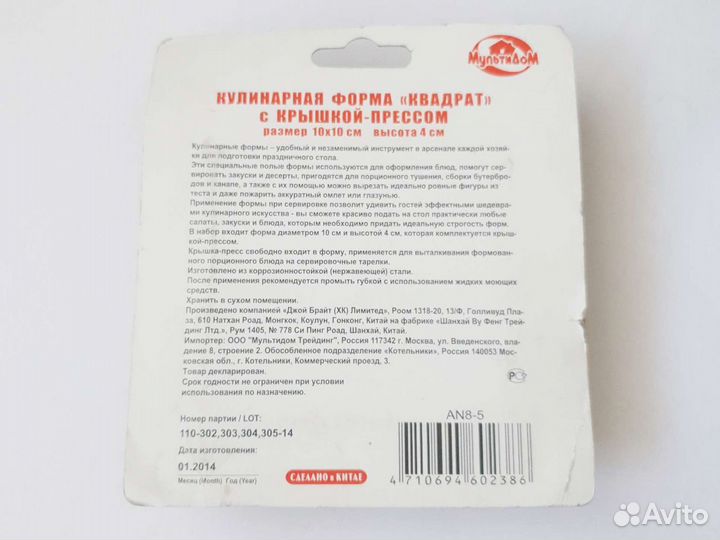 МультиДоМ
КУЛИНАРНАЯ ФОРМА «КВАДРАТ»
с КРЫШКОЙ-ПРЕССОМ
размер 10х10 см высота 4 см
Кулинарные формы – удобный и незаменимый инструмент в арсенале каждой хозяй-
ки для подготовки праздничного стола.
Эти специальные полые формы используются для оформления блюд, помогут сер-
вировать закуски и десерты, пригодятся для порционного тушения, сборки бутербро-
дов и канапе, а также с их помощью можно вырезать идеально ровные фигуры из
теста и даже пожарить аккуратный омлет или глазунью.
Применение формы при сервировке позволит удивить гостей эффектными шедевра-
ми кулинарного искусства - вы сможете красиво подать на стол практически любые
салаты, закуски и блюда, которым необходимо придать идеальную строгость форм.
В набор входит форма диаметром 10 см и высотой 4 см, которая комплектуется крыш-
кой-прессом.
Крышка-пресс свободно входит в форму, применяется для выталкивания формован-
ного порционного блюда на сервировочные тарелки.
Изготовлено из коррозионностойкой (нержавеющей) стали.
После применения рекомендуется промыть губкой с использованием жидких моющих
средств.
Хранить в сухом помещении.
Произведено компанией «Джой Брайт (ХК) Лимитед», Роом 1318-20, 13/Ф, Голливуд Пла-
за, 610 Натхан Роад, Монгкок, Коулун, Гонконг, Китай на фабрике «Шанхай Ву Фенг Трей-
динг Лтд.», Рум 1405, № 778 Си Пинг Роад, Шанхай, Китай.
Импортер: ООО "Мультидом Трейдинг", Россия 117342 г. Москва, ул. Введенского, вла-
дение 8, строение 2. Обособленное подразделение «Котельники», Россия 140053 Мос-
ковская обл., г. Котельники, Коммерческий проезд, 3.
Товар декларирован.
Срок годности не ограничен при условии
использования по назначению.
РСТ
Номер партии / LOT:
110-302,303,304,305-14
Дата изготовления:
01.2014
Месяц (Month) Год (Year)
СДЕЛАНО в КИТАЕ
AN8-5
4 710694 602386
Avito